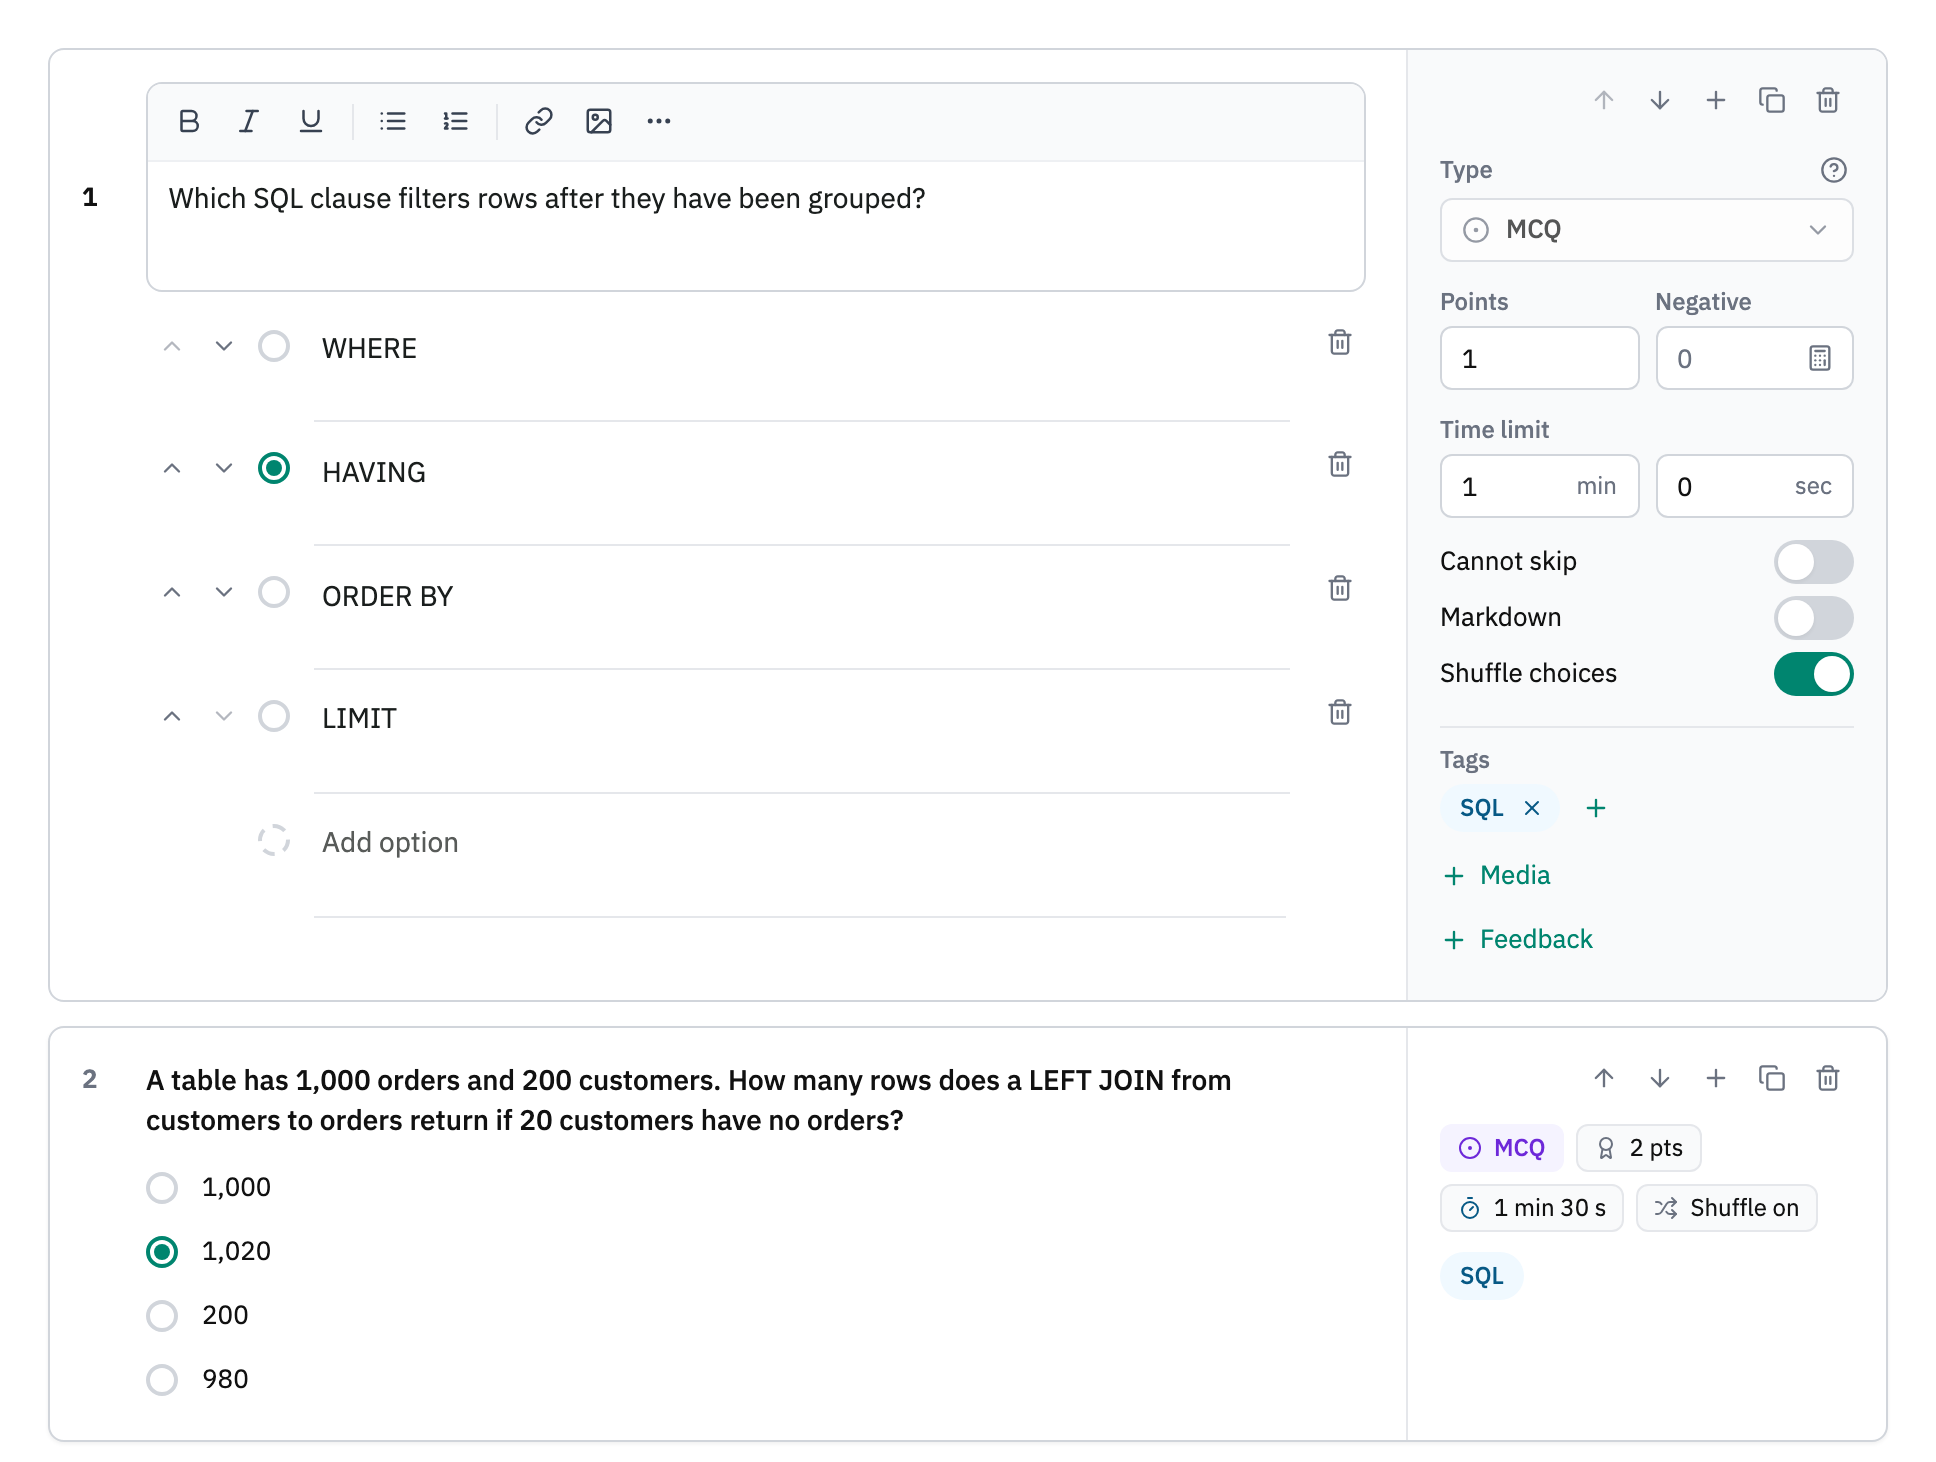 1
Which SQL clause filters rows after they have been grouped?
WHERE
HAVING
ORDER BY
LIMIT
Add option
Type
MCQ
Points
Negative
1
0
Time limit
1 min
0 sec
Cannot skip
Markdown
Shuffle choices
Tags
SQL
Media
Feedback
2
A table has 1,000 orders and 200 customers. How many rows does a LEFT JOIN from
customers to orders return if 20 customers have no orders?
1,000
1,020
200
980
MCQ
2 pts
1 min 30 s
Shuffle on
SQL